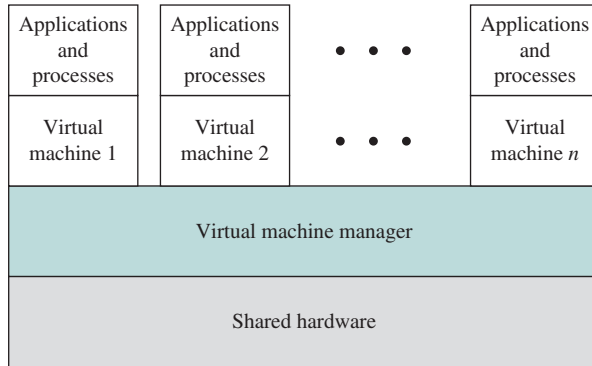 Applications
and
processes
Applications
and
processes
Applications
and
processes
Virtual
machine 1
Virtual
machine 2
Virtual
machine n
Virtual machine manager
Shared hardware